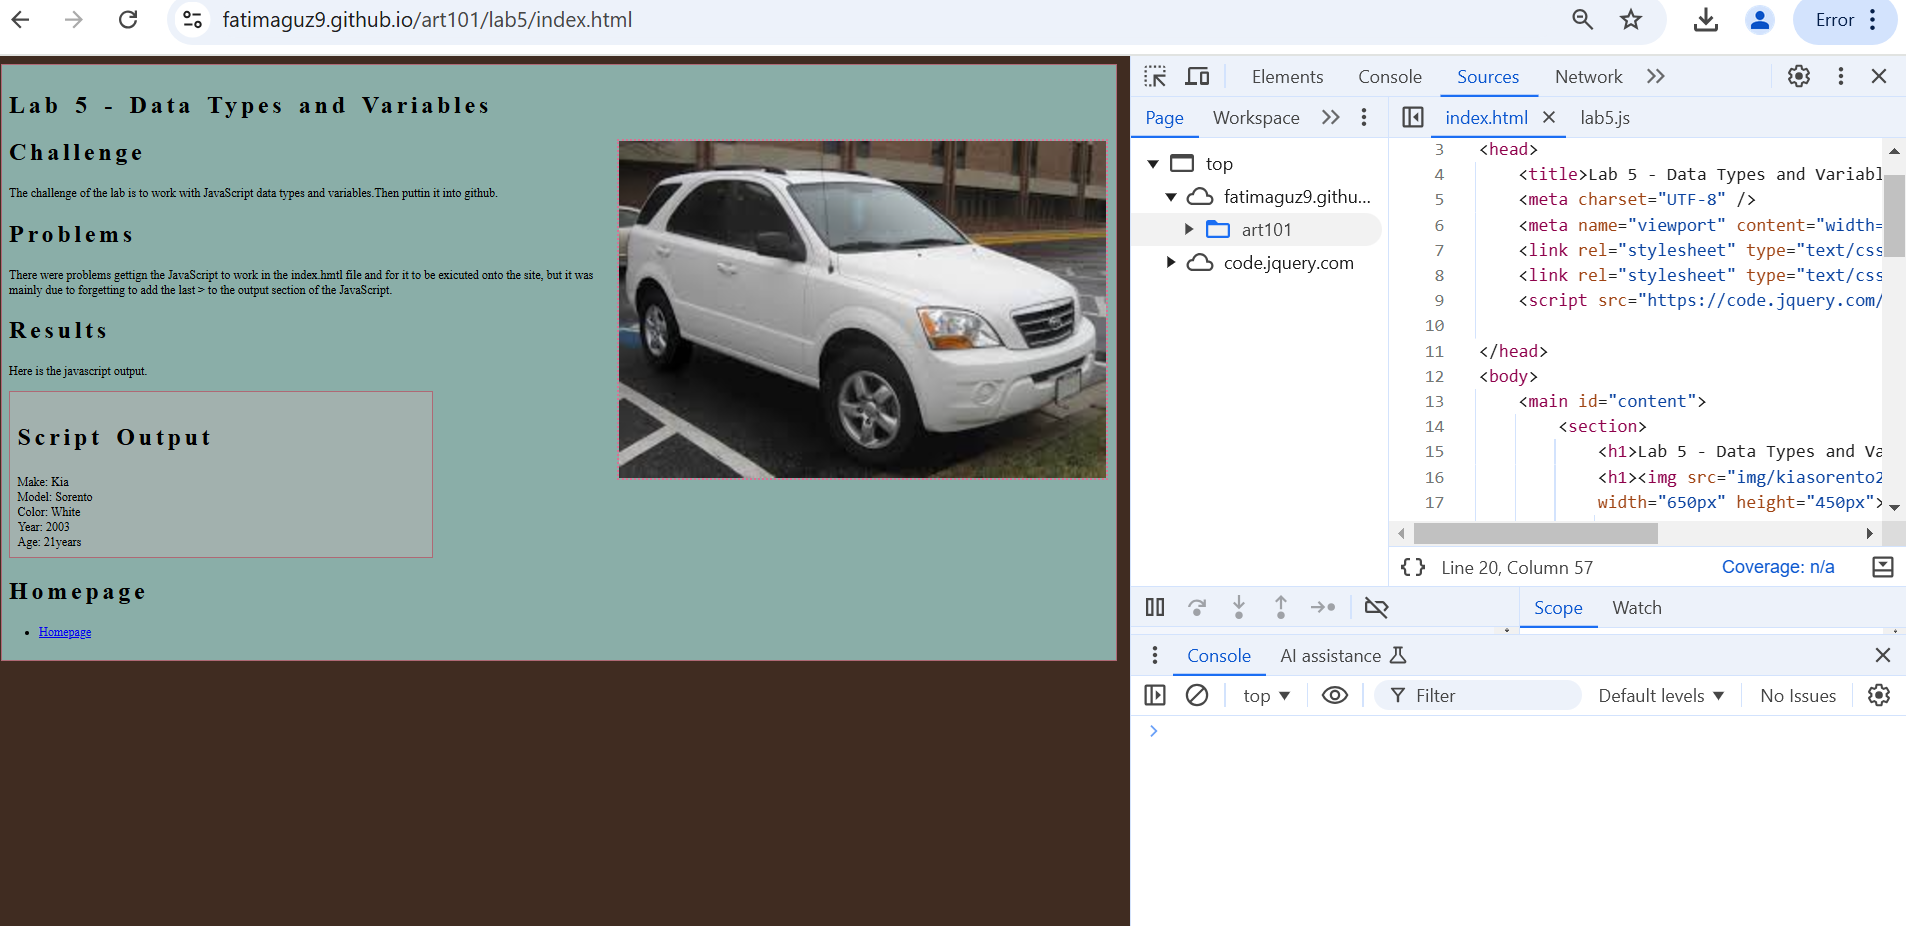 fatimaguz9.github.io/art101/lab5/index.html
Error
Lab 5 - Data Types and Variables
Challenge
The challenge of the lab is to work with JavaScript data types and variables.Then puttin it into github.
Problems
There were problems gettign the JavaScript to work in the index.hmtl file and for it to be exicuted onto the site, but it was
mainly due to forgetting to add the last > to the output section of the JavaScript.
Results
Here is the javascript output.
Script Output
Make: Kia
Model: Sorento
Color: White
Year: 2003
Age: 21years
Homepage
Homepage
Elements Console Sources Network
Page Workspace
index.html lab5.js
top
fatimaguz9.githu...
art101
code.jquery.com
3 <head>
4 <title>Lab 5 - Data Types and Variabl
5 <meta charset="UTF-8" />
6 <meta name="viewport" content="width=
7 <link rel="stylesheet" type="text/css
8 <link rel="stylesheet" type="text/css
9 <script src="https://code.jquery.com/
10
11 </head>
12 <body>
13 <main id="content">
14 <section>
15 <h1>Lab 5 - Data Types and Va
16 <h1><img src="img/kiasorento2
17 width="650px" height="450px">
{} Line 20, Column 57 Coverage: n/a
Scope Watch
Console AI assistance
top Filter Default levels No Issues